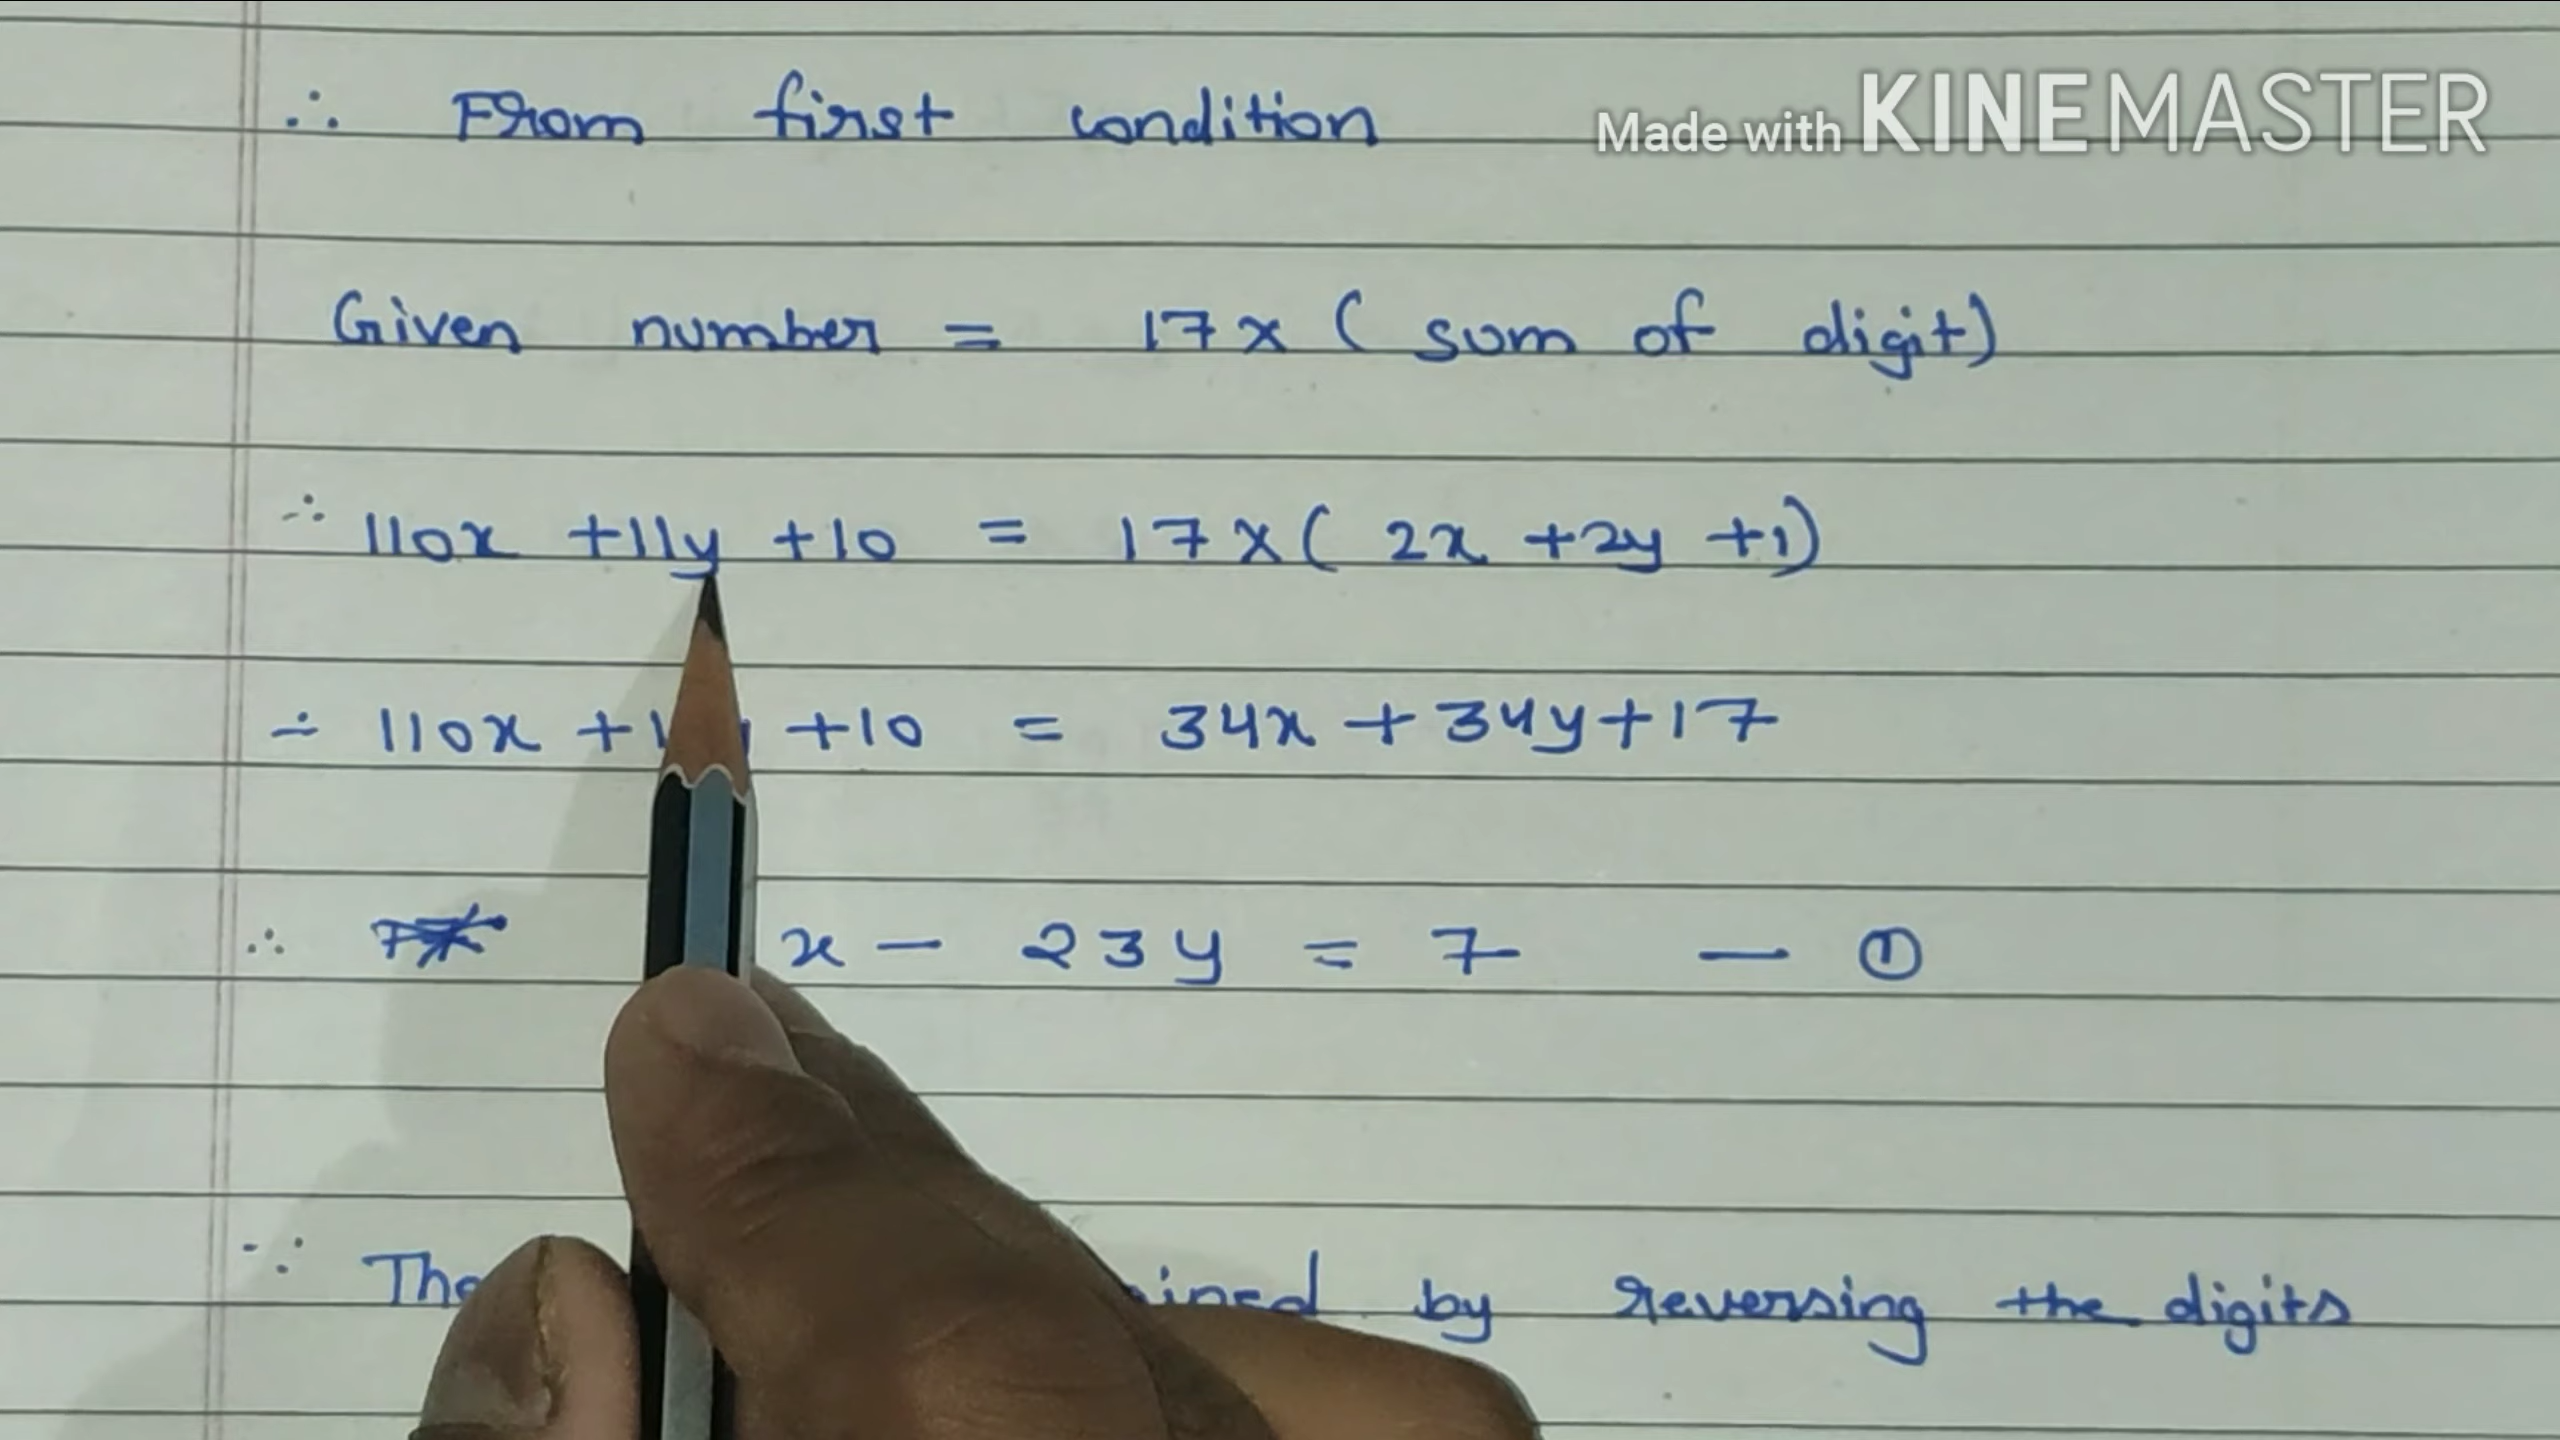 ∴ From first condition
Made with KINEMASTER
Given number = 17 x ( sum of digit)
∴ 110x +11y +10 = 17 x ( 2x +2y +1)
∴ 110x +1 +10 = 34x + 34y + 17
∴ x - 23y = 7 — ①
∴ The by reversing the digits